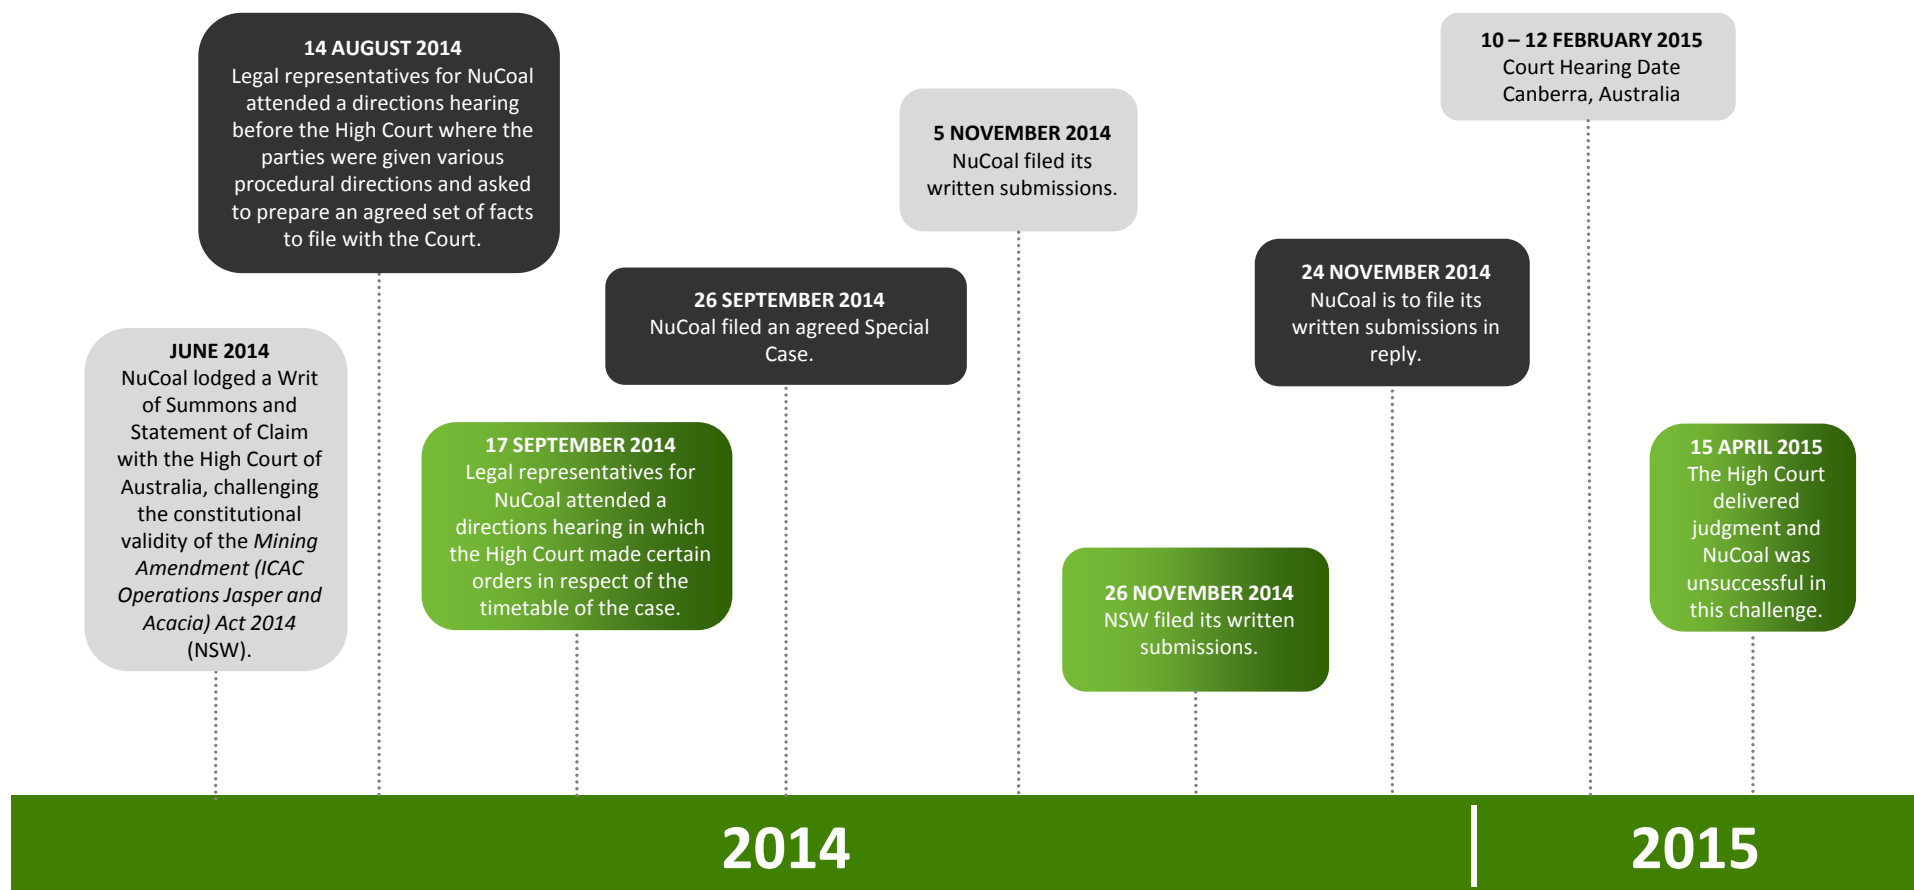 JUNE 2014
NuCoal lodged a Writ
of Summons and
Statement of Claim
with the High Court of
Australia, challenging
the constitutional
validity of the Mining
Amendment (ICAC
Operations Jasper and
Acacia) Act 2014
(NSW).
14 AUGUST 2014
Legal representatives for NuCoal
attended a directions hearing
before the High Court where the
parties were given various
procedural directions and asked
to prepare an agreed set of facts
to file with the Court.
17 SEPTEMBER 2014
Legal representatives for
NuCoal attended a
directions hearing in which
the High Court made certain
orders in respect of the
timetable of the case.
26 SEPTEMBER 2014
NuCoal filed an agreed Special
Case.
5 NOVEMBER 2014
NuCoal filed its
written submissions.
26 NOVEMBER 2014
NSW filed its written
submissions.
24 NOVEMBER 2014
NuCoal is to file its
written submissions in
reply.
10 – 12 FEBRUARY 2015
Court Hearing Date
Canberra, Australia
15 APRIL 2015
The High Court
delivered
judgment and
NuCoal was
unsuccessful in
this challenge.
2014
2015